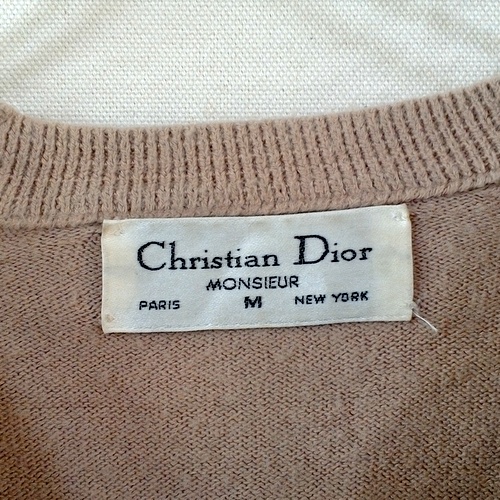 Christian Dior
MONSIEUR
PARIS M NEW YORK